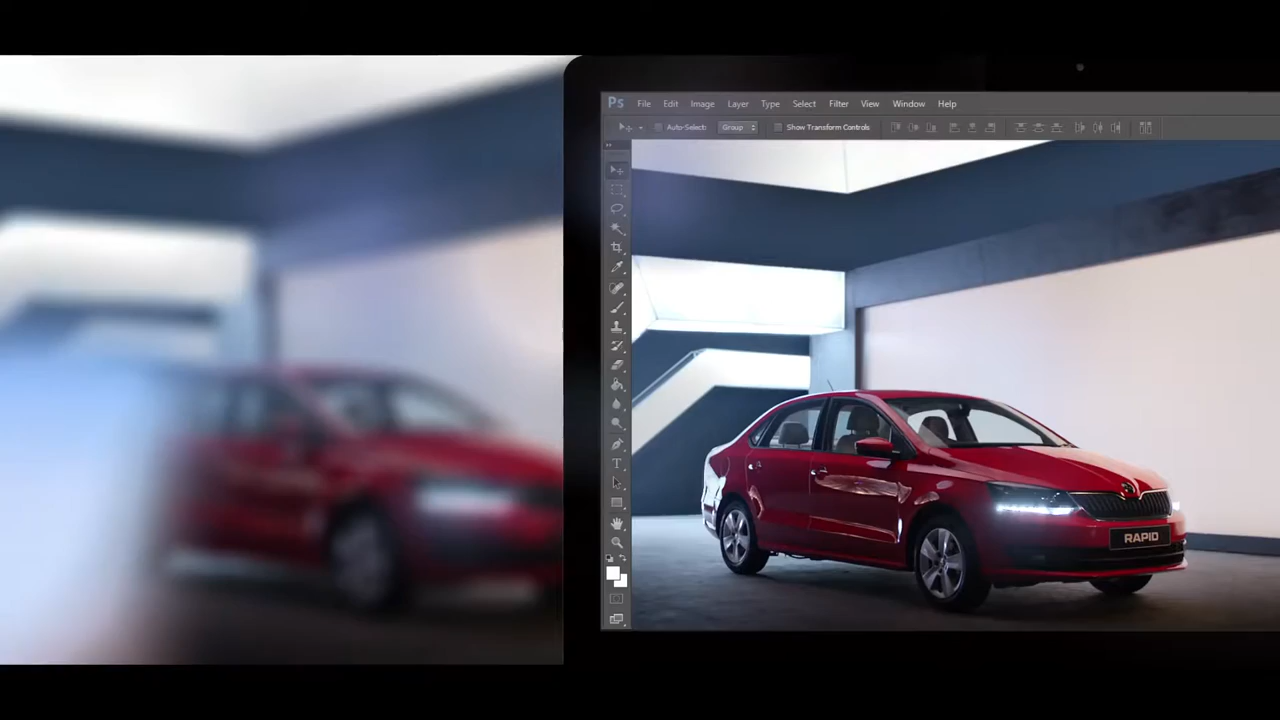 Ps File Edit Image Layer Type Select Filter View Window Help
Auto-Select: Group Show Transform Controls
T
RAPID